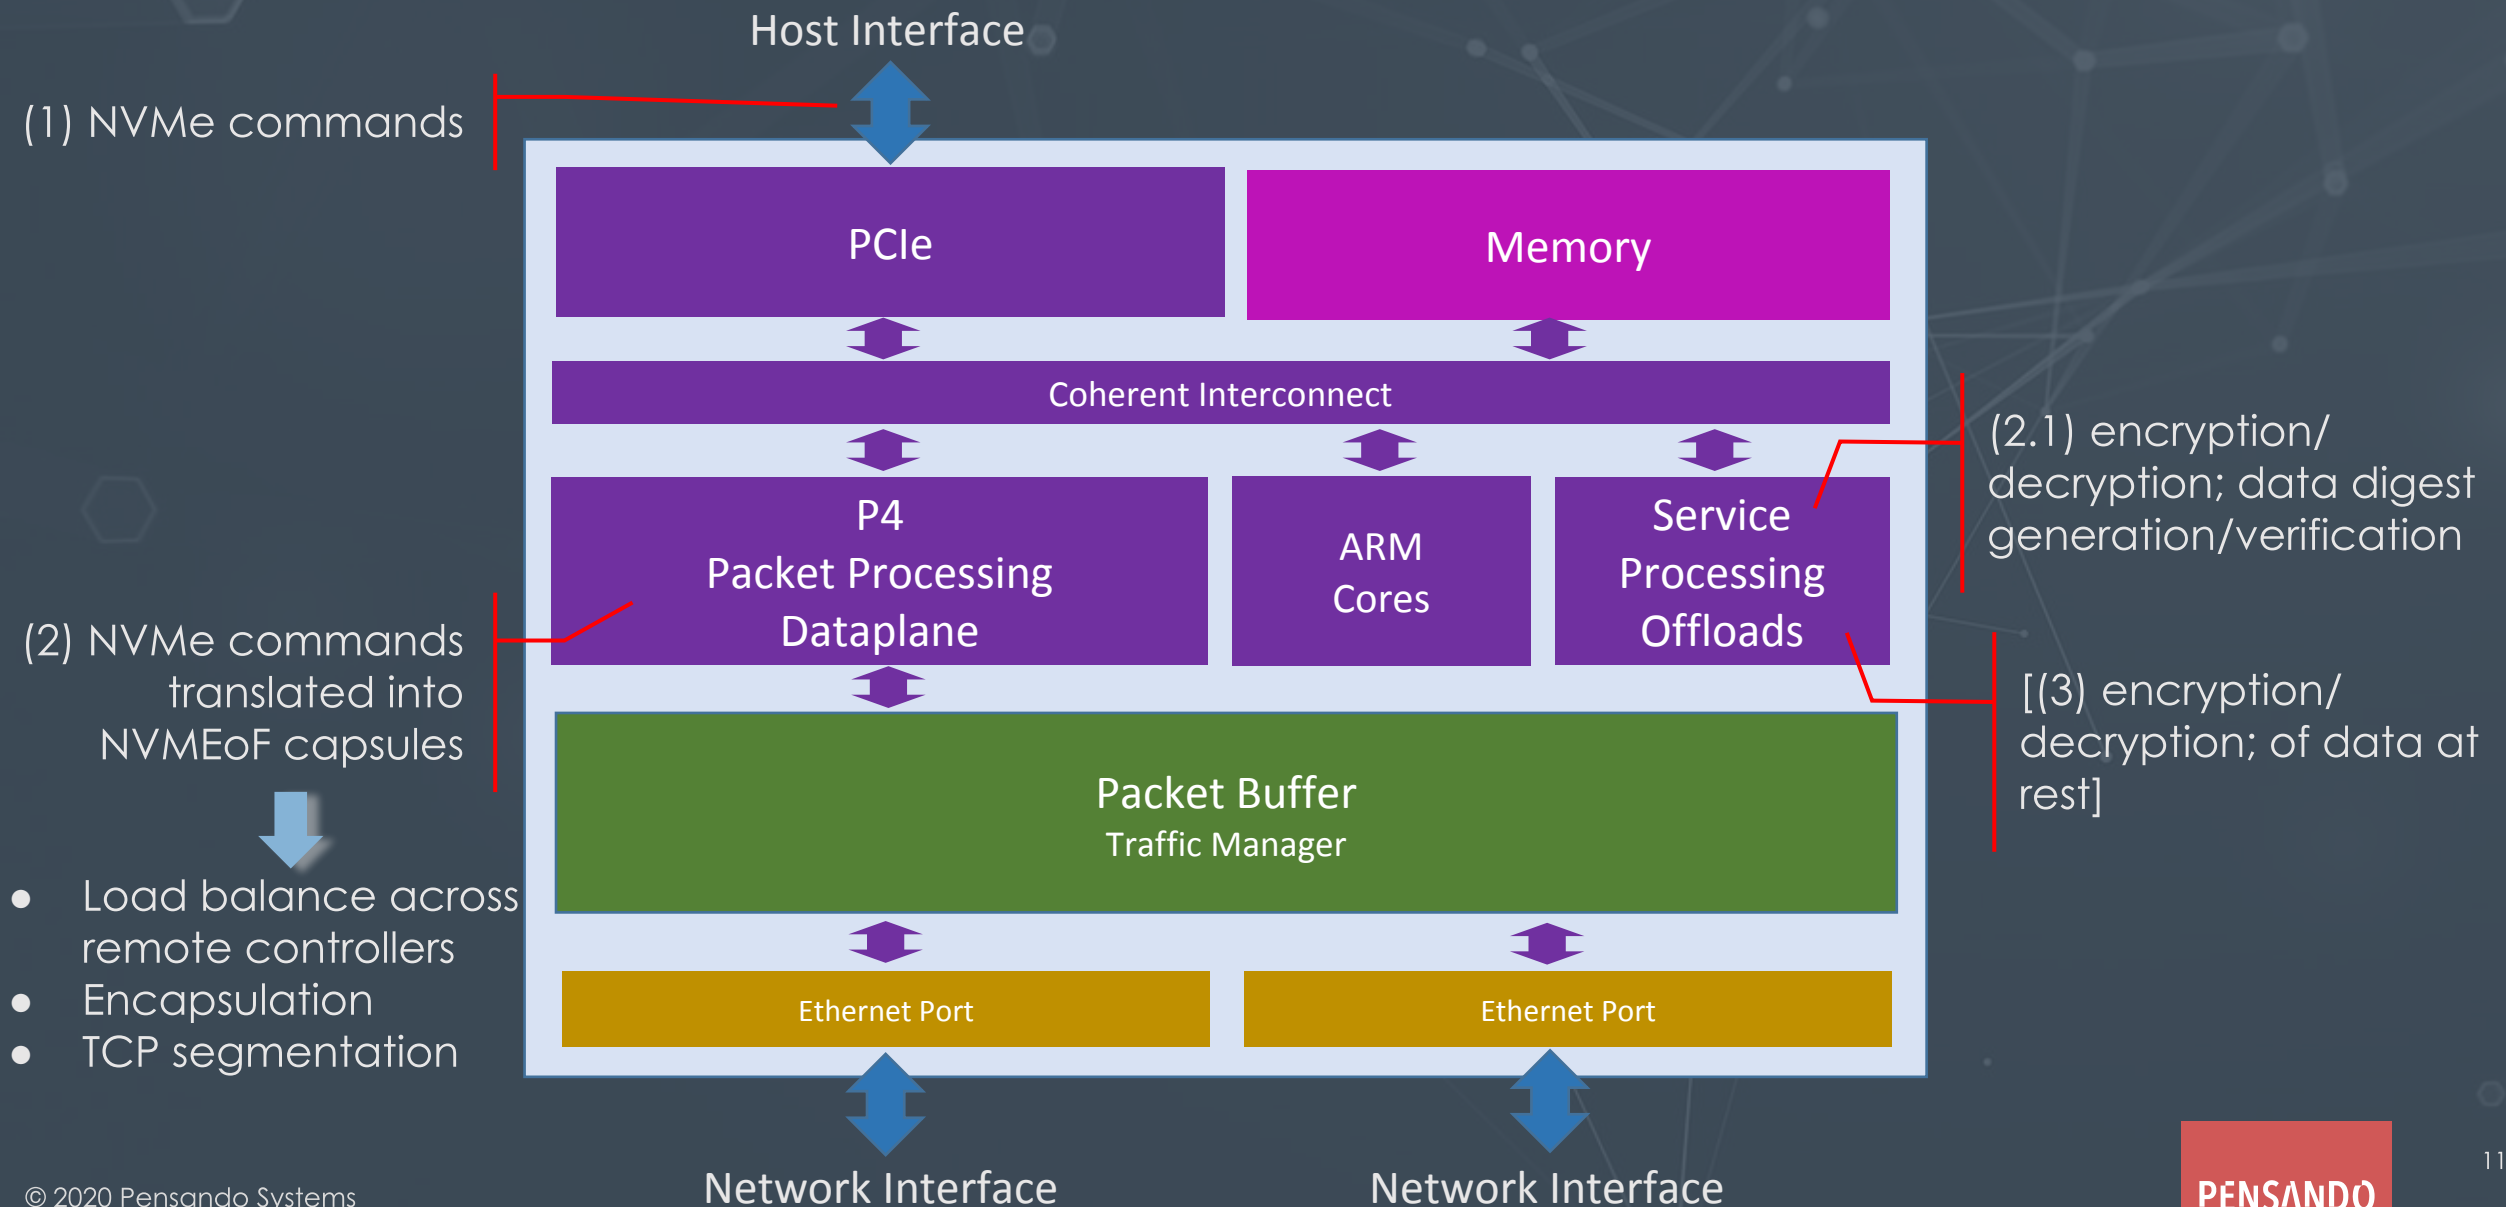 Host Interface
(1) NVMe commands
PCIe
Memory
Coherent Interconnect
P4
Packet Processing
Dataplane
ARM
Cores
Service
Processing
Offloads
(2.1) encryption/
decryption; data digest
generation/verification
(2) NVMe commands
translated into
NVMEoF capsules
[(3) encryption/
decryption; of data at
rest]
Packet Buffer
Traffic Manager
● Load balance across
remote controllers
● Encapsulation
● TCP segmentation
Ethernet Port
Ethernet Port
Network Interface
Network Interface
© 2020 Pensando Systems
PENSANDO
11